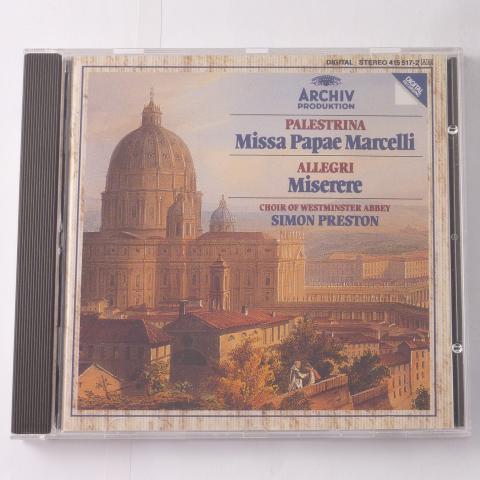 DIGITAL · STEREO 415 517-2
ARCHIV
PRODUKTION
DIGITAL
PALESTRINA
Missa Papae Marcelli
ALLEGRI
Miserere
CHOIR OF WESTMINSTER ABBEY
SIMON PRESTON